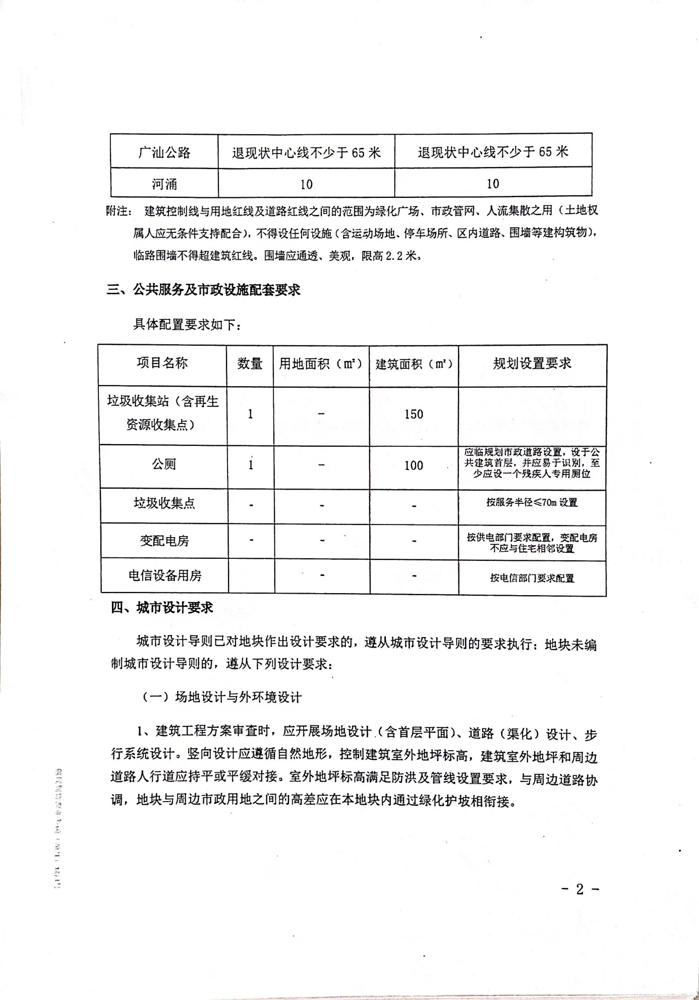 广汕公路 退现状中心线不少于 65 米 退现状中心线不少于 65 米
河涌 10 10
附注： 建筑控制线与用地红线及道路红线之间的范围为绿化广场、市政管网、人流集散之用（土地权
属人应无条件支持配合），不得设任何设施（含运动场地、停车场所、区内道路、围墙等建构筑物），
临路围墙不得超建筑红线。围墙应通透、美观，限高2.2米。
三、公共服务及市政设施配套要求
具体配置要求如下：
项目名称 数量 用地面积（㎡） 建筑面积（㎡） 规划设置要求
垃圾收集站（含再生
资源收集点）
1 － 150
公厕 1 － 100
应临规划市政道路设置，设于公
共建筑首层，并应易于识别，至
少应设一个残疾人专用厕位
垃圾收集点 - - - 按服务半径≤70m 设置
变配电房 - - -
按供电部门要求配置，变配电房
不应与住宅相邻设置
电信设备用房 - - 按电信部门要求配置
四、城市设计要求
城市设计导则已对地块作出设计要求的，遵从城市设计导则的要求执行；地块未编
制城市设计导则的，遵从下列设计要求：
（一）场地设计与外环境设计
1、建筑工程方案审查时，应开展场地设计（含首层平面）、道路（渠化）设计、步
行系统设计。竖向设计应遵循自然地形，控制建筑室外地坪标高，建筑室外地坪和周边
道路人行道应持平或平缓对接。室外地坪标高满足防洪及管线设置要求，与周边道路协
调，地块与周边市政用地之间的高差应在本地块内通过绿化护坡相衔接。
- 2 -